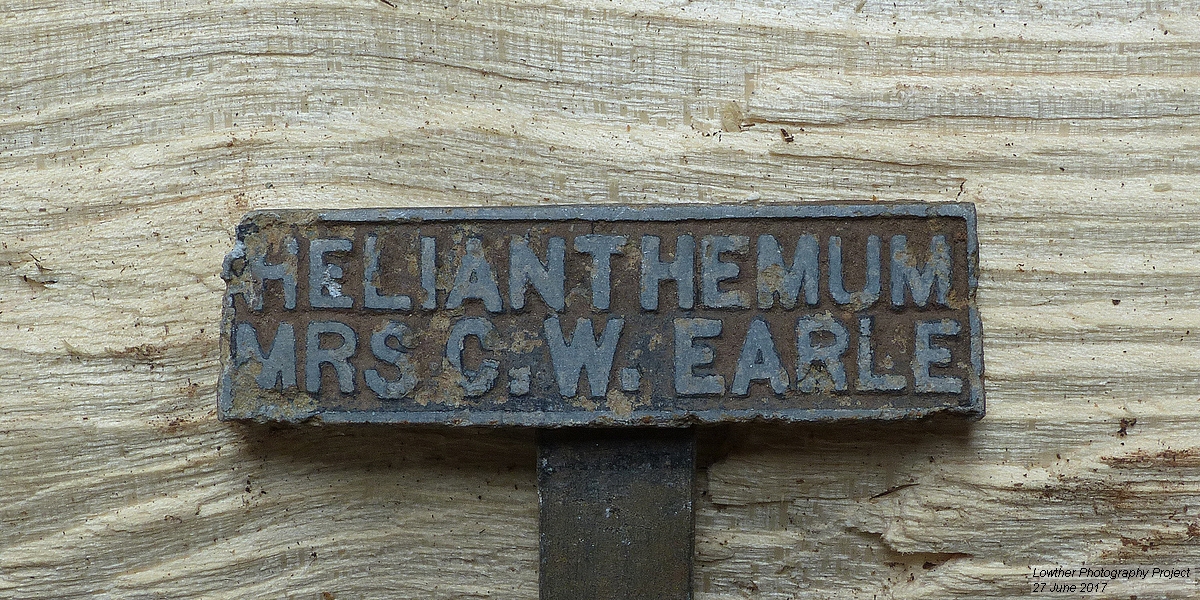 HELIANTHEMUM
MRS C.W. EARLE
Lowther Photography Project
27 June 2017